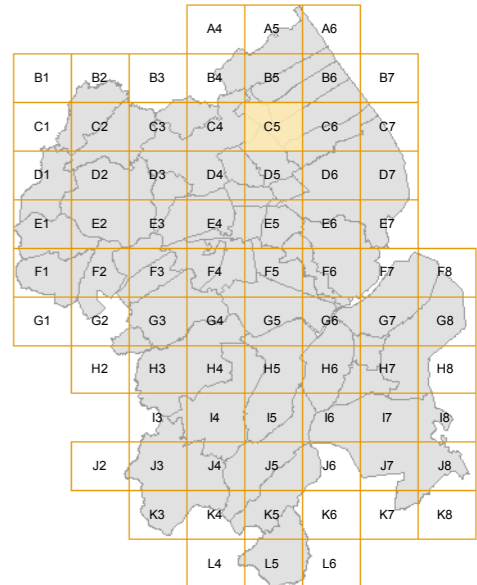 A4 A5 A6
B1 B2 B3 B4 B5 B6 B7
C1 C2 C3 C4 C5 C6 C7
D1 D2 D3 D4 D5 D6 D7
E1 E2 E3 E4 E5 E6 E7
F1 F2 F3 F4 F5 F6 F7 F8
G1 G2 G3 G4 G5 G6 G7 G8
H2 H3 H4 H5 H6 H7 H8
I3 I4 I5 I6 I7 I8
J2 J3 J4 J5 J6 J7 J8
K3 K4 K5 K6 K7 K8
L4 L5 L6